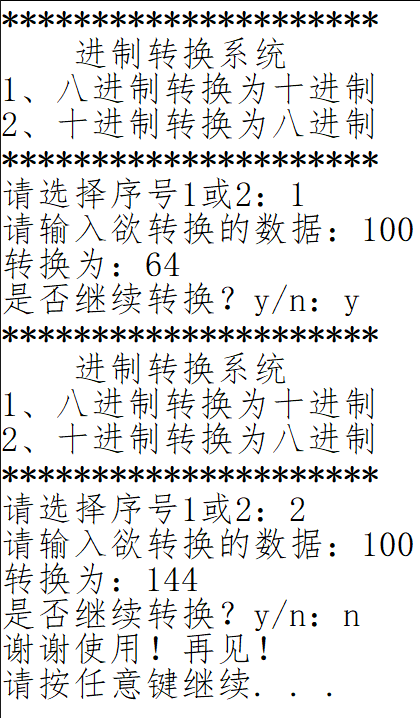 *********************
进制转换系统
1、八进制转换为十进制
2、十进制转换为八进制
*********************
请选择序号1或2：1
请输入欲转换的数据：100
转换为：64
是否继续转换？y/n：y
*********************
进制转换系统
1、八进制转换为十进制
2、十进制转换为八进制
*********************
请选择序号1或2：2
请输入欲转换的数据：100
转换为：144
是否继续转换？y/n：n
谢谢使用！再见！
请按任意键继续. . .